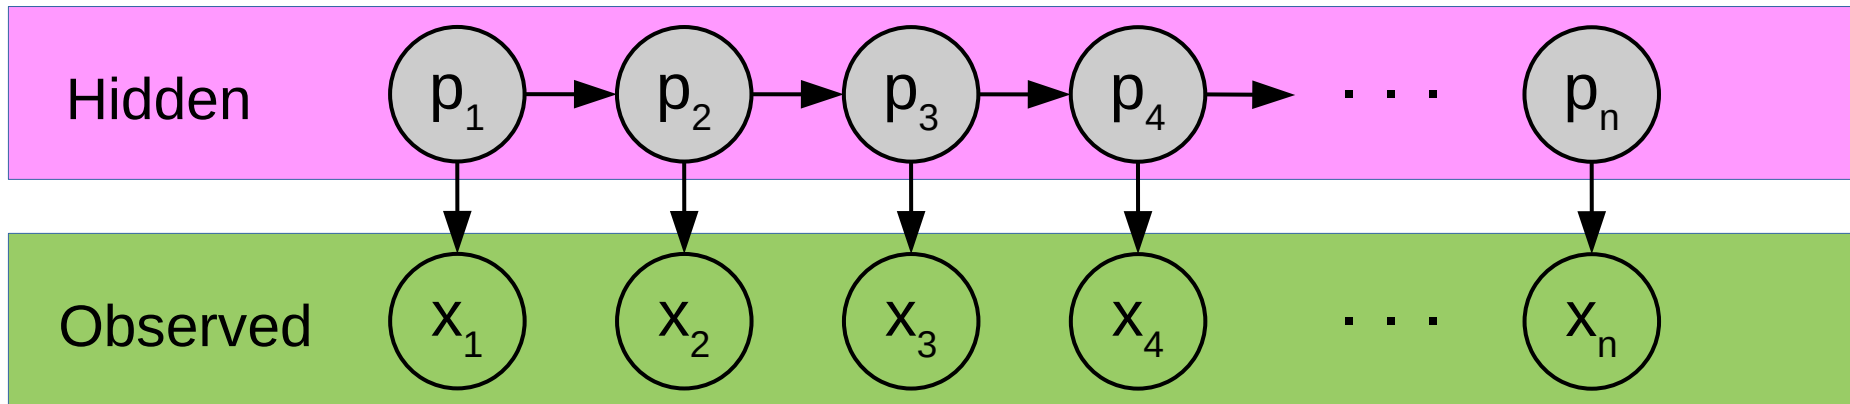 Hidden p1 p2 p3 p4 . . . pn
Observed x1 x2 x3 x4 . . . xn